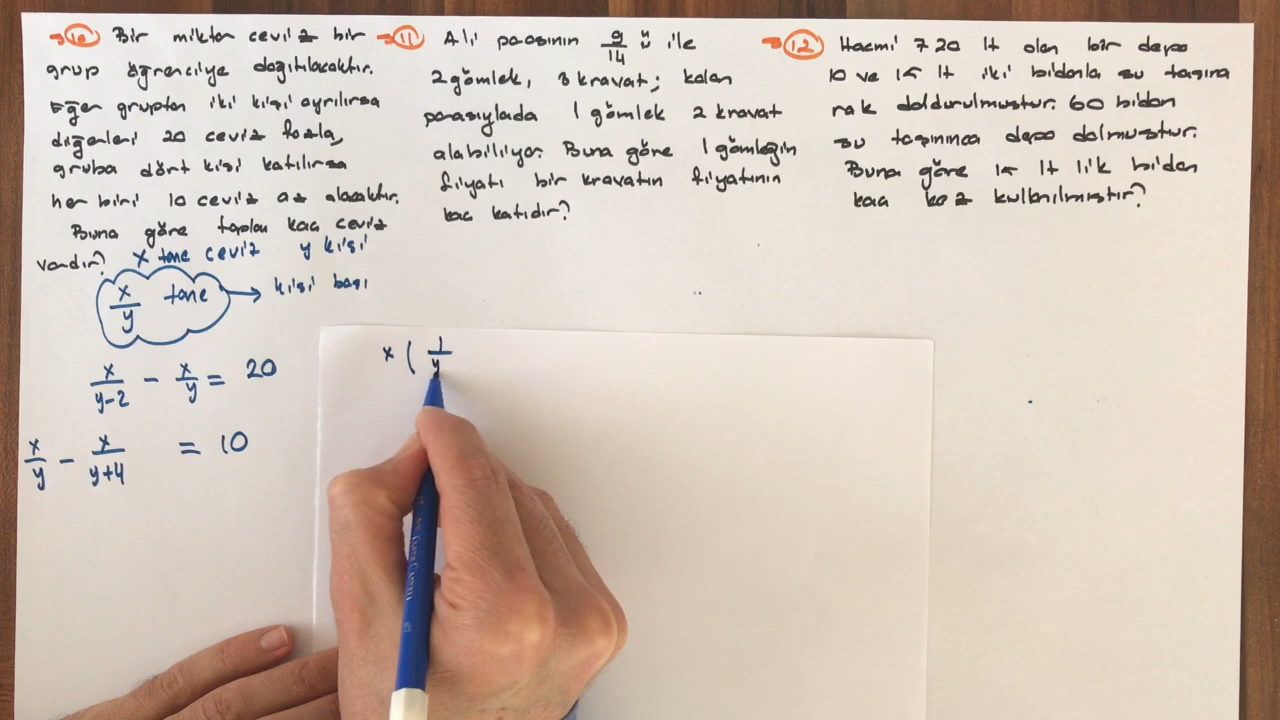 → 10 Bir miktar ceviz bir
grup öğrenciye dağıtılacaktır.
Eğer gruptan iki kişi ayrılırsa
diğerleri 20 ceviz fazla,
gruba dört kişi katılırsa
her biri 10 ceviz az alacaktır.
Buna göre toplam kaç ceviz
vardır?
x tane ceviz y kişi
x/y tane → kişi başı
x/(y-2) - x/y = 20
x/y - x/(y+4) = 10
→ 11 Ali parasının 9/14 ü ile
2 gömlek, 3 kravat; kalan
parasıylada 1 gömlek 2 kravat
alabiliyor. Buna göre 1 gömleğin
fiyatı bir kravatın fiyatının
kaç katıdır?
→ 12 Hacmi 720 lt olan bir depo
10 ve 15 lt iki bidonla su taşına
rak doldurulmuştur. 60 bidon
su taşınınca depo dolmuştur.
Buna göre 15 lt lik bidon
kaç kez kullanılmıştır?
x ( 1/y